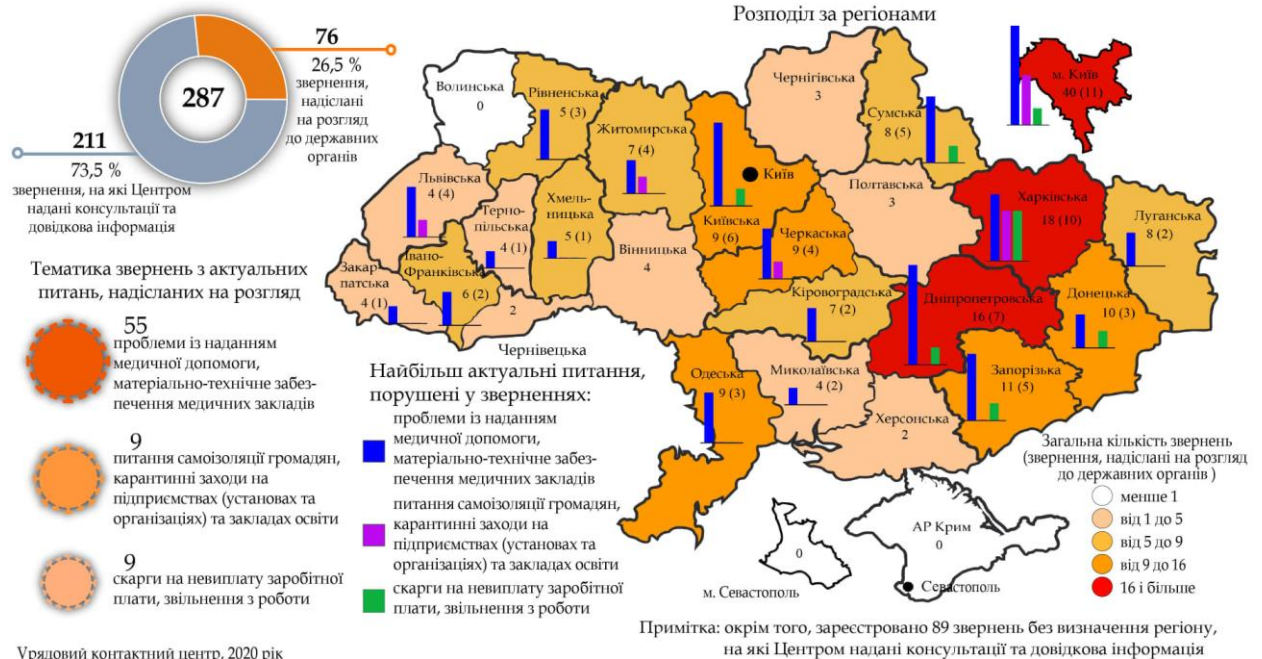 Розподіл за регіонами
287
76
26,5 %
звернення,
надіслані
на розгляд
до державних
органів
211
73,5 %
звернення, на які Центром
надані консультації та
довідкова інформація
Тематика звернень з актуальних
питань, надісланих на розгляд
55
проблеми із наданням
медичної допомоги,
матеріально-технічне забез-
печення медичних закладів
9
питання самоізоляції громадян,
карантинні заходи на
підприємствах (установах та
організаціях) та закладах освіти
9
скарги на невиплату заробітної
плати, звільнення з роботи
Волинська
0
Рівненська
5 (3)
Житомирська
7 (4)
Чернігівська
3
Сумська
8 (5)
м. Київ
40 (11)
Київ
Київська
9 (6)
Львівська
4 (4)
Терно-
пільська
4 (1)
Хмель-
ницька
5 (1)
Вінницька
4
Черкаська
9 (4)
Полтавська
3
Харківська
18 (10)
Луганська
8 (2)
Закар-
патська
4 (1)
Івано-
Франківська
6 (2)
2
Чернівецька
Кіровоградська
7 (2)
Дніпропетровська
16 (7)
Донецька
10 (3)
Одеська
9 (3)
Миколаївська
4 (2)
Запорізька
11 (5)
Херсонська
2
АР Крим
0
Севастополь
0
м. Севастополь
Найбільш актуальні питання,
порушені у зверненнях:
проблеми із наданням
медичної допомоги,
матеріально-технічне забез-
печення медичних закладів
питання самоізоляції громадян,
карантинні заходи на
підприємствах (установах та
організаціях) та закладах освіти
скарги на невиплату заробітної
плати, звільнення з роботи
Загальна кількість звернень
(звернення, надіслані на розгляд
до державних органів )
менше 1
від 1 до 5
від 5 до 9
від 9 до 16
16 і більше
Примітка: окрім того, зареєстровано 89 звернень без визначення регіону,
на які Центром надані консультації та довідкова інформація
Урядовий контактний центр, 2020 рік